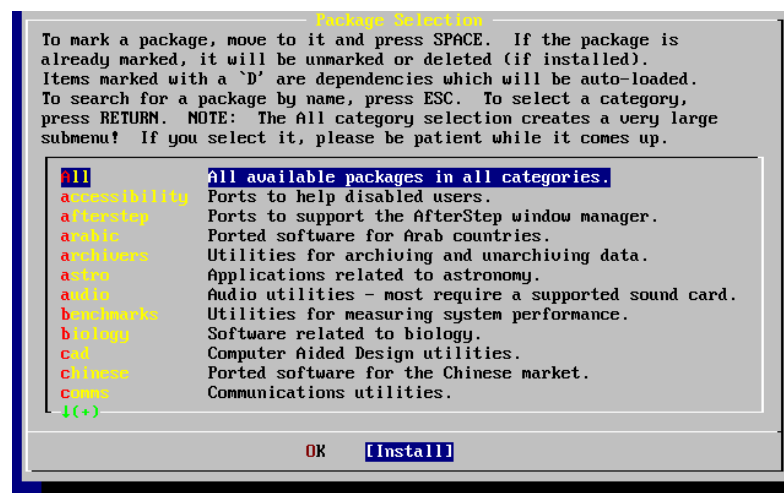 Package Selection
To mark a package, move to it and press SPACE.  If the package is
already marked, it will be unmarked or deleted (if installed).
Items marked with a `D' are dependencies which will be auto-loaded.
To search for a package by name, press ESC.  To select a category,
press RETURN.  NOTE:  The All category selection creates a very large
submenu!  If you select it, please be patient while it comes up.
All All available packages in all categories.
accessibility Ports to help disabled users.
afterstep Ports to support the AfterStep window manager.
arabic Ported software for Arab countries.
archivers Utilities for archiving and unarchiving data.
astro Applications related to astronomy.
audio Audio utilities - most require a supported sound card.
benchmarks Utilities for measuring system performance.
biology Software related to biology.
cad Computer Aided Design utilities.
chinese Ported software for the Chinese market.
comms Communications utilities.
↓(+)
OK [Install]